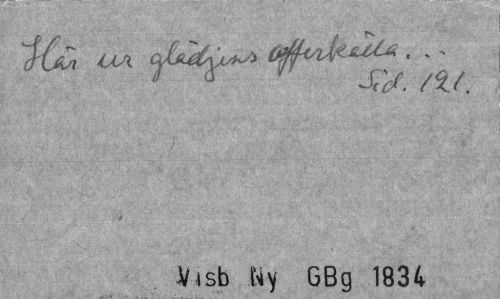 Här ur glädjens offerkälla...
Sid. 121.
Visb Ny GBg 1834